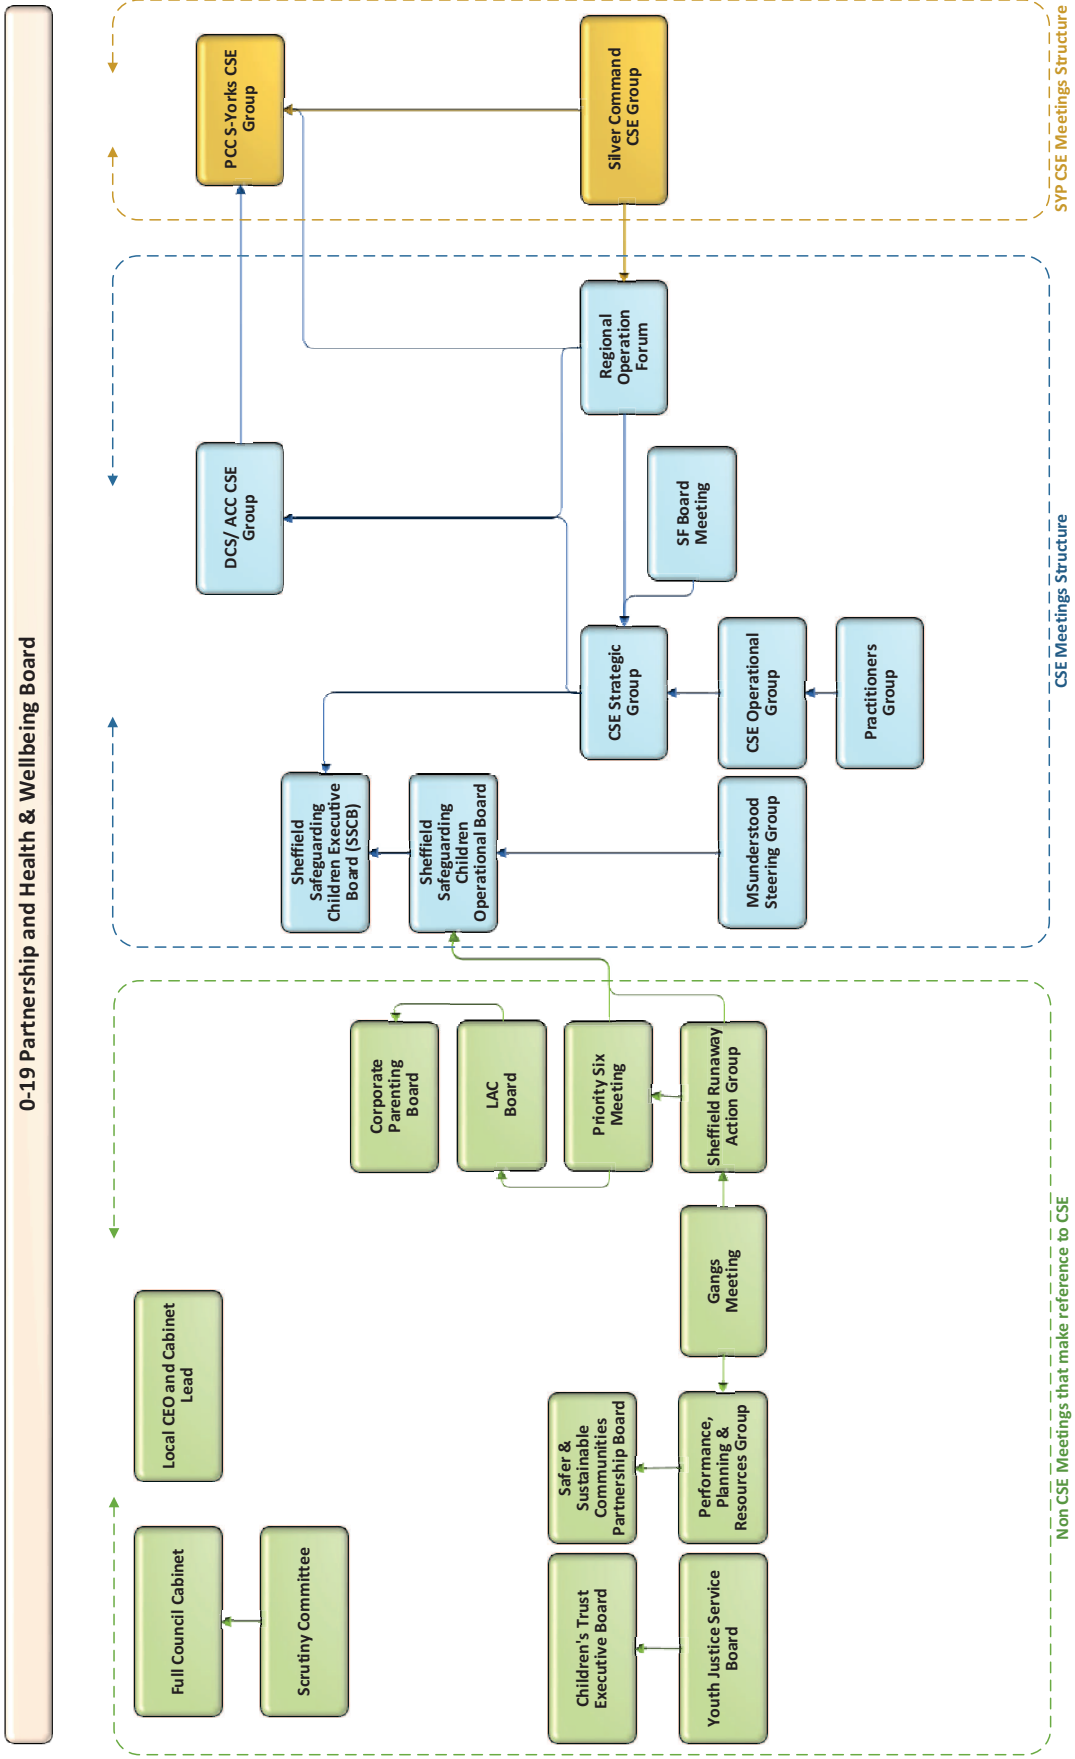 0-19 Partnership and Health & Wellbeing Board
Full Council Cabinet
Scrutiny Committee
Local CEO and Cabinet
Lead
Children's Trust
Executive Board
Youth Justice Service
Board
Safer &
Sustainable
Communities
Partnership Board
Performance,
Planning &
Resources Group
Gangs
Meeting
Corporate
Parenting
Board
LAC
Board
Priority Six
Meeting
Sheffield Runaway
Action Group
Non CSE Meetings that make reference to CSE
Sheffield
Safeguarding
Children Executive
Board (SSCB)
Sheffield
Safeguarding
Children
Operational Board
MSunderstood
Steering Group
CSE Strategic
Group
CSE Operational
Group
Practitioners
Group
DCS/ ACC CSE
Group
SF Board
Meeting
Regional
Operation
Forum
CSE Meetings Structure
PCC S-Yorks CSE
Group
Silver Command
CSE Group
SYP CSE Meetings Structure